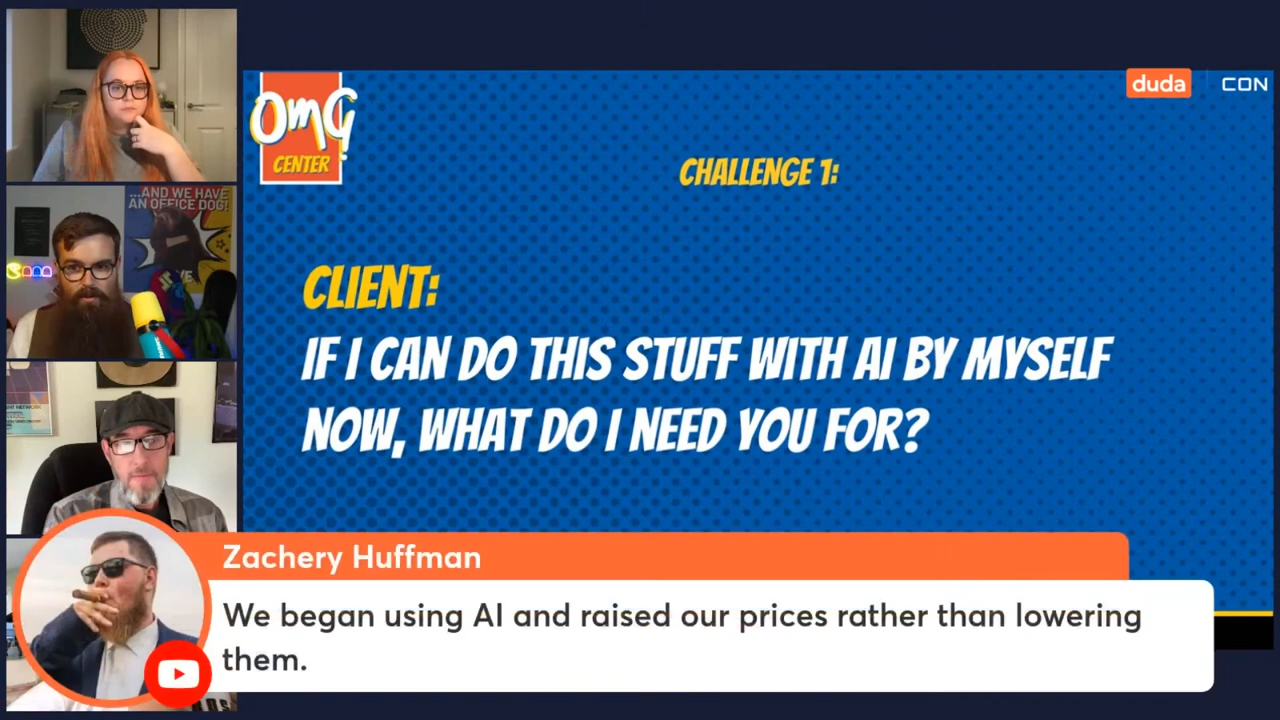 ...AND WE HAVE
AN OFFICE DOG!
OMG
CENTER
duda
CON
CHALLENGE 1:
CLIENT:
IF I CAN DO THIS STUFF WITH AI BY MYSELF
NOW, WHAT DO I NEED YOU FOR?
Zachery Huffman
We began using AI and raised our prices rather than lowering
them.